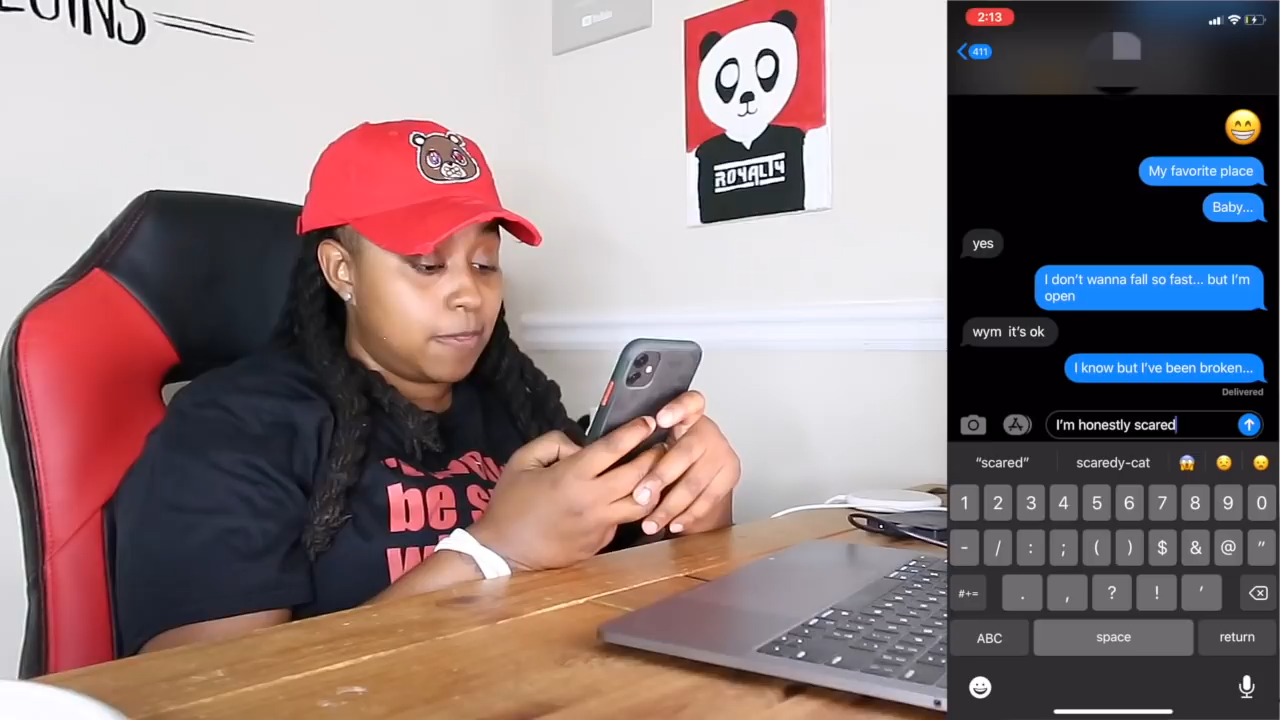 YouTube
ROYALTY
be s
2:13
411
My favorite place
Baby...
yes
I don’t wanna fall so fast... but I’m
open
wym it’s ok
I know but I’ve been broken...
Delivered
I’m honestly scared
“scared” scaredy-cat
1 2 3 4 5 6 7 8 9 0
- / : ; ( ) $ & @ ”
#+= . , ? ! ’
ABC space return